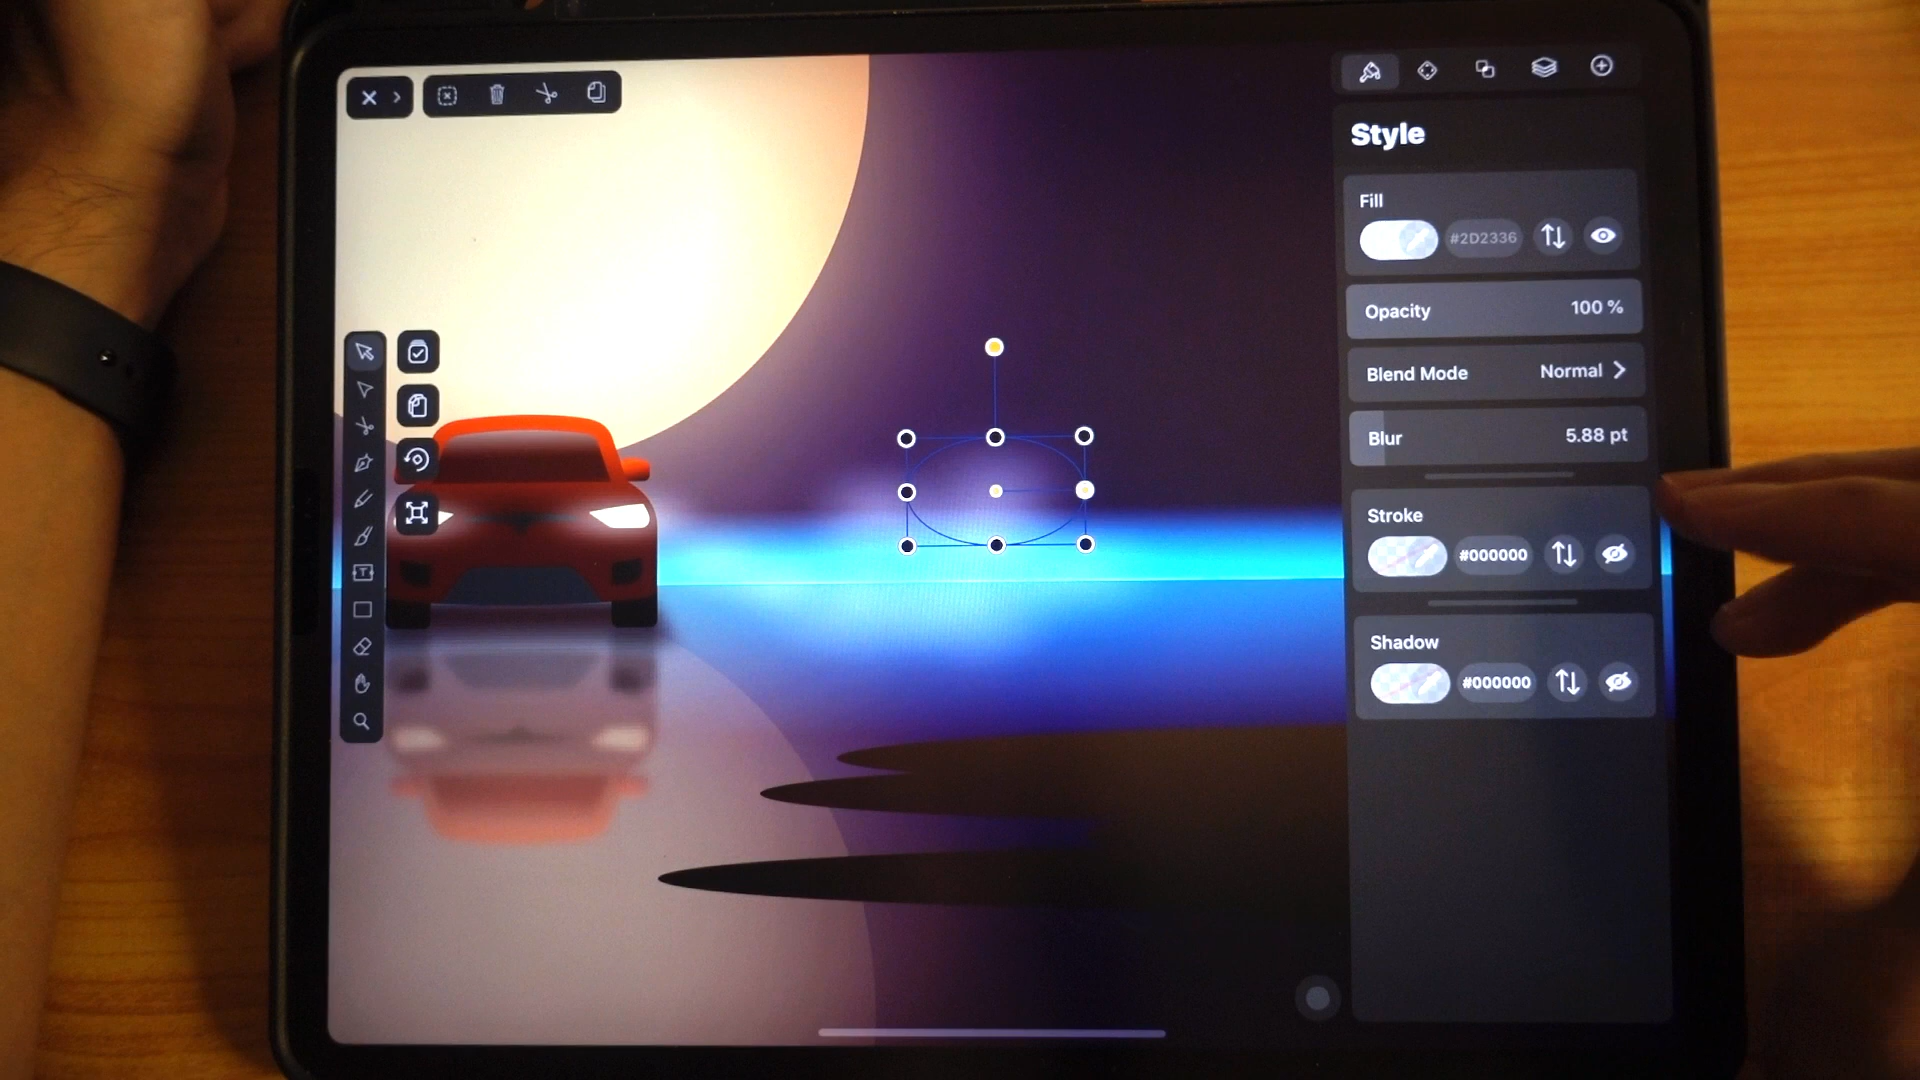 Style
Fill
#2D2336
Opacity 100 %
Blend Mode Normal
Blur 5.88 pt
Stroke
#000000
Shadow
#000000
T